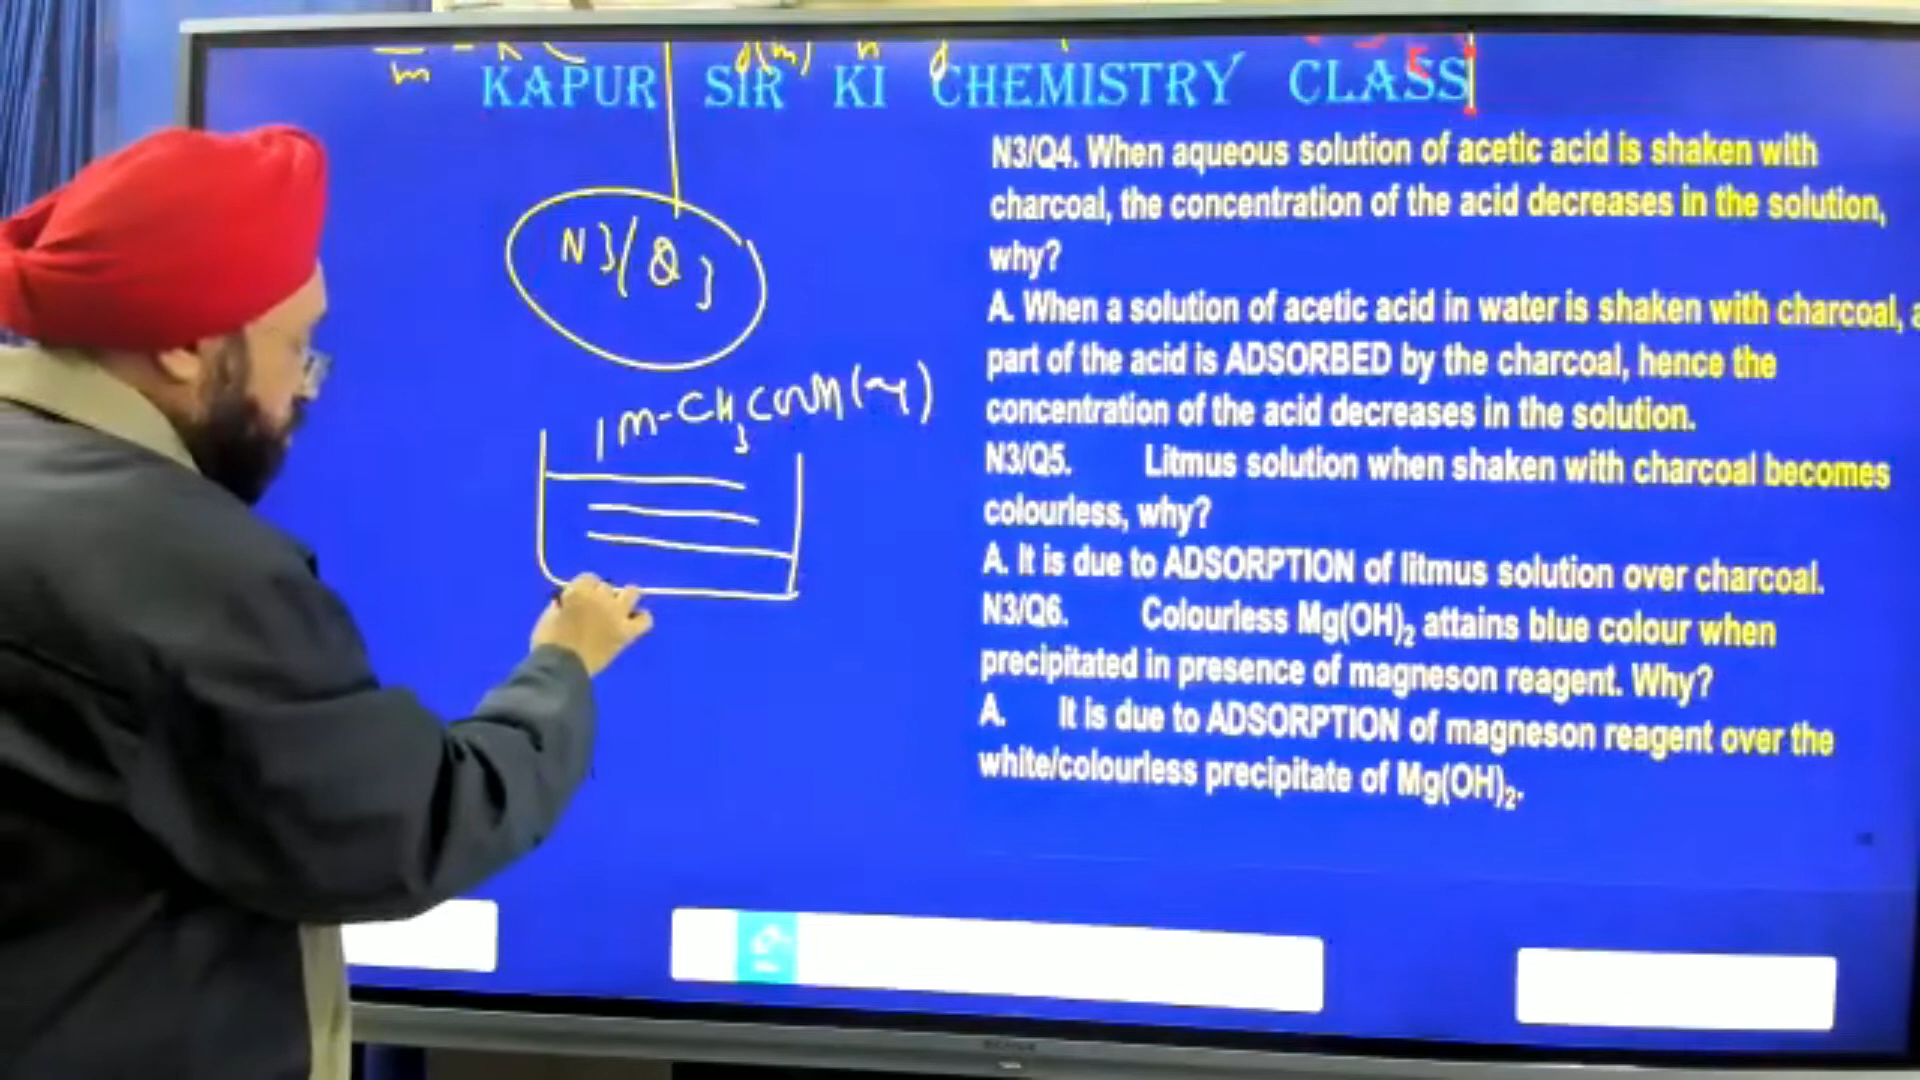 KAPUR SIR KI CHEMISTRY CLASS
N3/Q3
1M-CH3COOH(aq)
N3/Q4. When aqueous solution of acetic acid is shaken with
charcoal, the concentration of the acid decreases in the solution,
why?
A. When a solution of acetic acid in water is shaken with charcoal, a
part of the acid is ADSORBED by the charcoal, hence the
concentration of the acid decreases in the solution.
N3/Q5. Litmus solution when shaken with charcoal becomes
colourless, why?
A. It is due to ADSORPTION of litmus solution over charcoal.
N3/Q6. Colourless Mg(OH)₂ attains blue colour when
precipitated in presence of magneson reagent. Why?
A. It is due to ADSORPTION of magneson reagent over the
white/colourless precipitate of Mg(OH)₂.